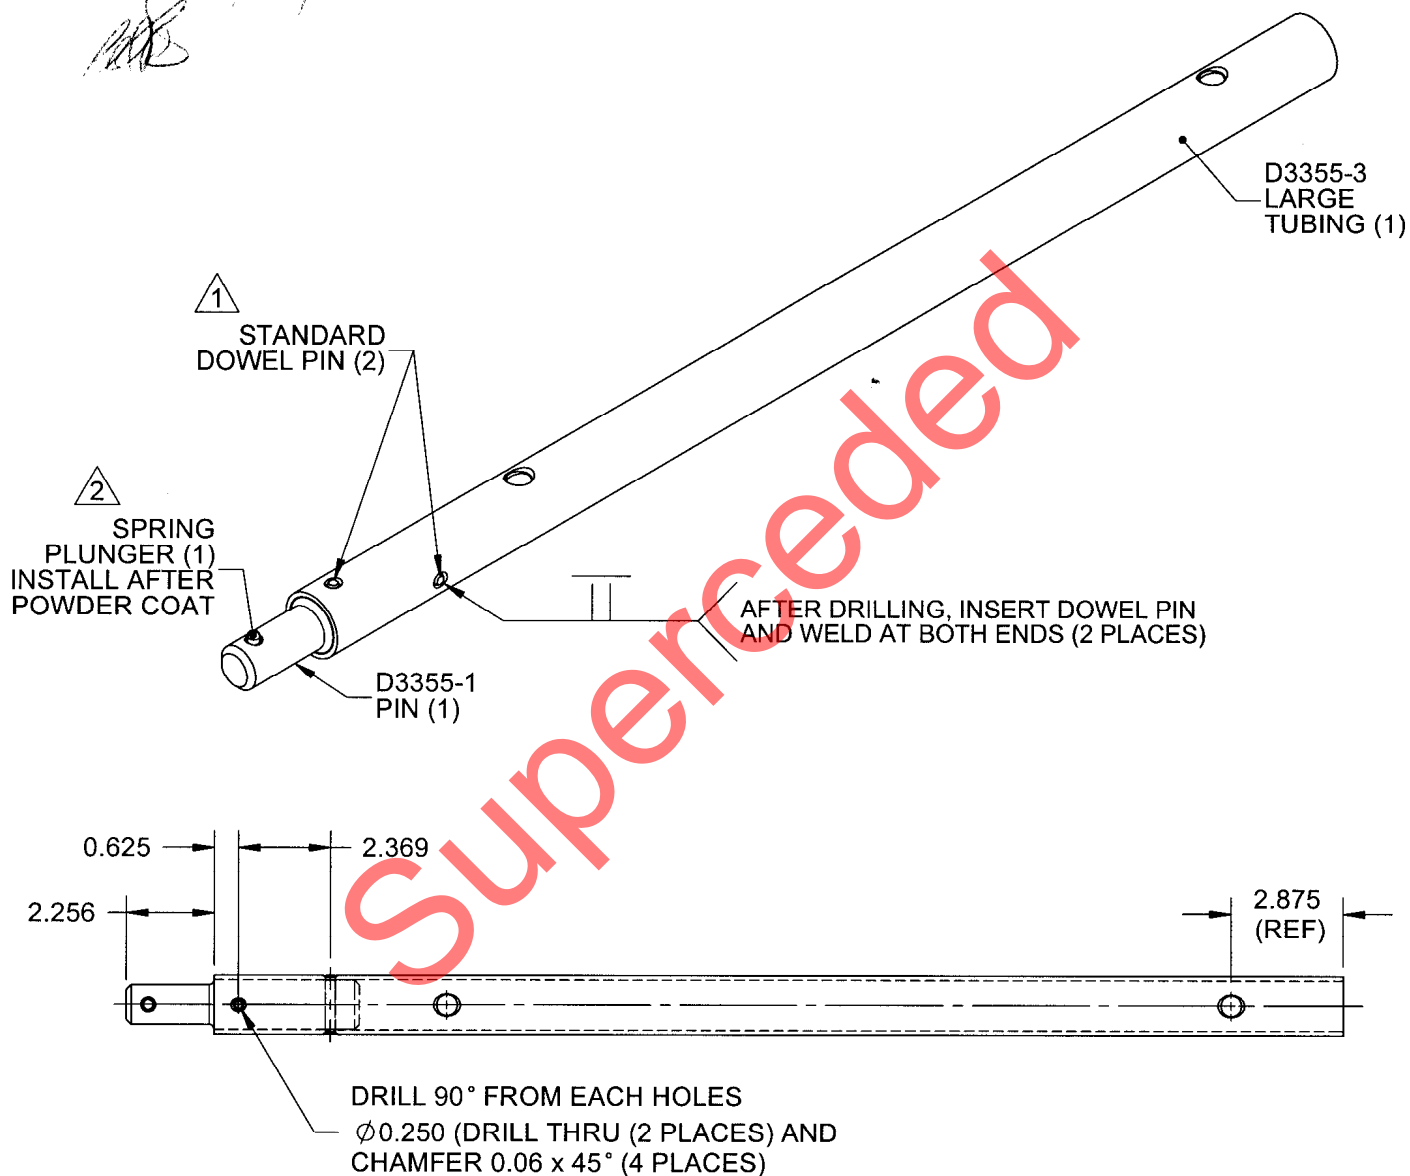 D3355-3
LARGE
TUBING (1)
1
STANDARD
DOWEL PIN (2)
2
SPRING
PLUNGER (1)
INSTALL AFTER
POWDER COAT
AFTER DRILLING, INSERT DOWEL PIN
AND WELD AT BOTH ENDS (2 PLACES)
D3355-1
PIN (1)
Superceded
0.625
2.369
2.256
2.875
(REF)
DRILL 90° FROM EACH HOLES
∅0.250 (DRILL THRU (2 PLACES) AND
CHAMFER 0.06 x 45° (4 PLACES)